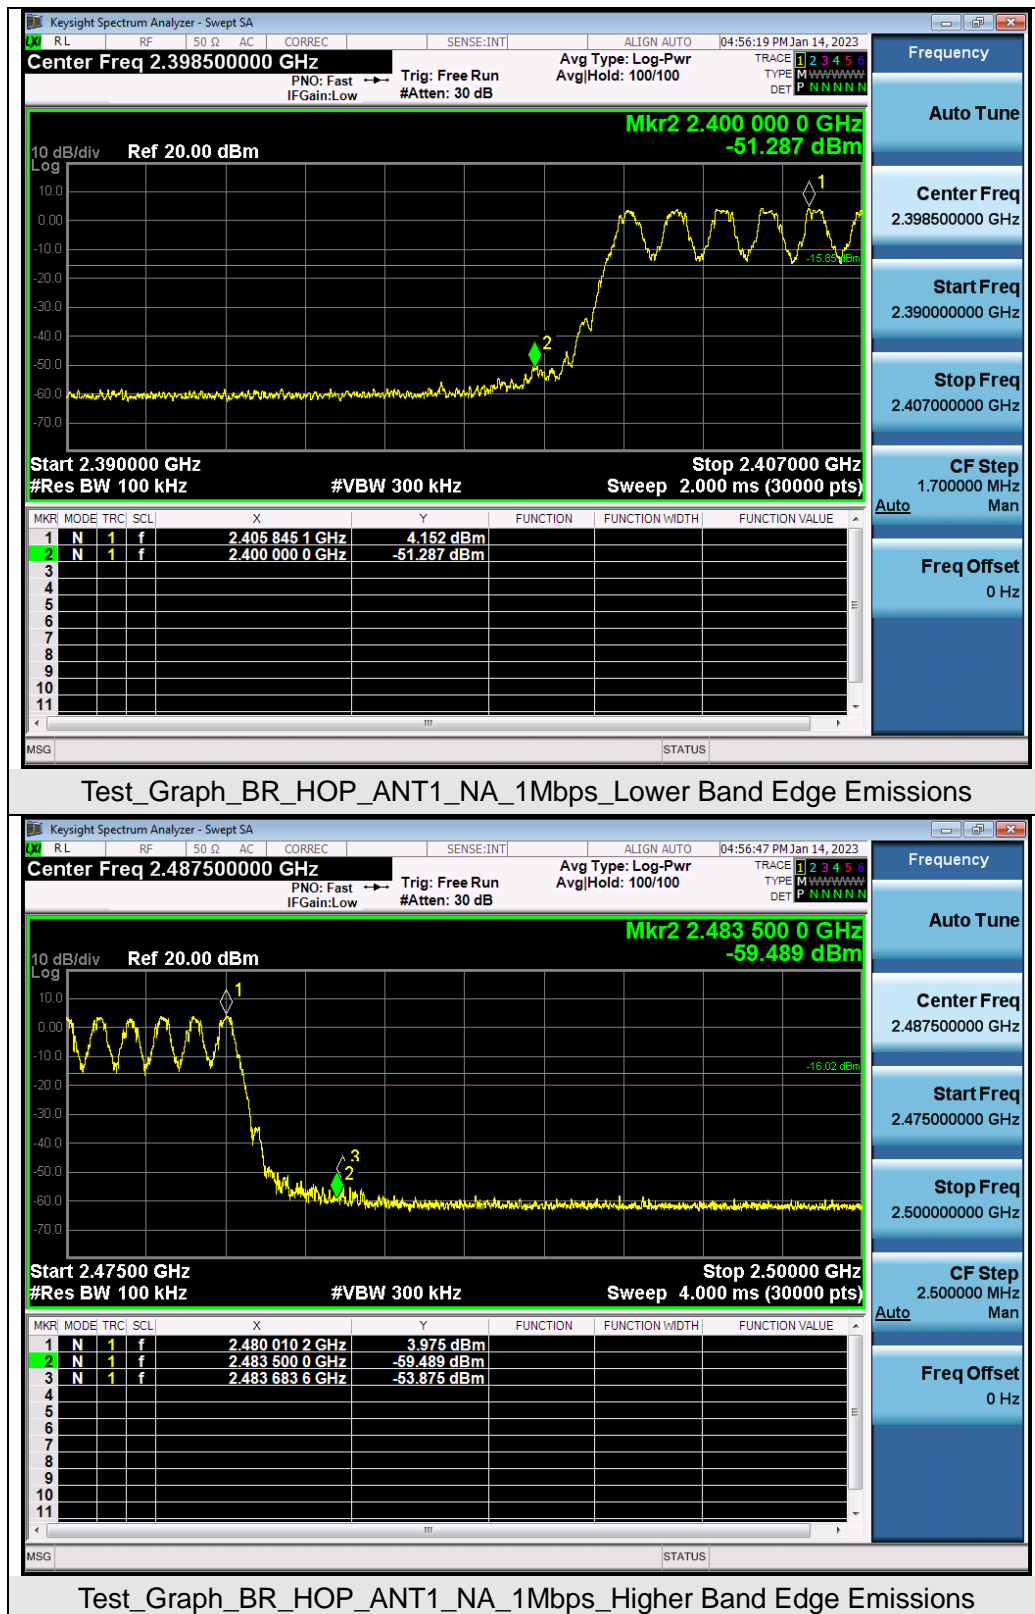 Keysight Spectrum Analyzer - Swept SA
LXI RL RF 50 Ω AC CORREC SENSE:INT ALIGN AUTO 04:56:19 PM Jan 14, 2023
Center Freq 2.398500000 GHz
PNO: Fast
IFGain:Low
Trig: Free Run
#Atten: 30 dB
Avg Type: Log-Pwr
Avg|Hold: 100/100
TRACE 1 2 3 4 5 6
TYPE M WWWWW
DET P N N N N N
Mkr2 2.400 000 0 GHz
-51.287 dBm
10 dB/div Ref 20.00 dBm
Log
10.0
0.00
-10.0
-20.0
-30.0
-40.0
-50.0
-60.0
-70.0
1
-15.85 dBm
2
Start 2.390000 GHz Stop 2.407000 GHz
#Res BW 100 kHz #VBW 300 kHz Sweep 2.000 ms (30000 pts)
MKR MODE TRC SCL X Y FUNCTION FUNCTION WIDTH FUNCTION VALUE
1 N 1 f 2.405 845 1 GHz 4.152 dBm
2 N 1 f 2.400 000 0 GHz -51.287 dBm
3
4
5
6
7
8
9
10
11
MSG STATUS
Frequency
Auto Tune
Center Freq
2.398500000 GHz
Start Freq
2.390000000 GHz
Stop Freq
2.407000000 GHz
CF Step
1.700000 MHz
Auto Man
Freq Offset
0 Hz
Test_Graph_BR_HOP_ANT1_NA_1Mbps_Lower Band Edge Emissions
Keysight Spectrum Analyzer - Swept SA
LXI RL RF 50 Ω AC CORREC SENSE:INT ALIGN AUTO 04:56:47 PM Jan 14, 2023
Center Freq 2.487500000 GHz
PNO: Fast
IFGain:Low
Trig: Free Run
#Atten: 30 dB
Avg Type: Log-Pwr
Avg|Hold: 100/100
TRACE 1 2 3 4 5 6
TYPE M WWWWW
DET P N N N N N
Mkr2 2.483 500 0 GHz
-59.489 dBm
10 dB/div Ref 20.00 dBm
Log
10.0
0.00
-10.0
-20.0
-30.0
-40.0
-50.0
-60.0
-70.0
1
-16.02 dBm
3
2
Start 2.47500 GHz Stop 2.50000 GHz
#Res BW 100 kHz #VBW 300 kHz Sweep 4.000 ms (30000 pts)
MKR MODE TRC SCL X Y FUNCTION FUNCTION WIDTH FUNCTION VALUE
1 N 1 f 2.480 010 2 GHz 3.975 dBm
2 N 1 f 2.483 500 0 GHz -59.489 dBm
3 N 1 f 2.483 683 6 GHz -53.875 dBm
4
5
6
7
8
9
10
11
MSG STATUS
Frequency
Auto Tune
Center Freq
2.487500000 GHz
Start Freq
2.475000000 GHz
Stop Freq
2.500000000 GHz
CF Step
2.500000 MHz
Auto Man
Freq Offset
0 Hz
Test_Graph_BR_HOP_ANT1_NA_1Mbps_Higher Band Edge Emissions